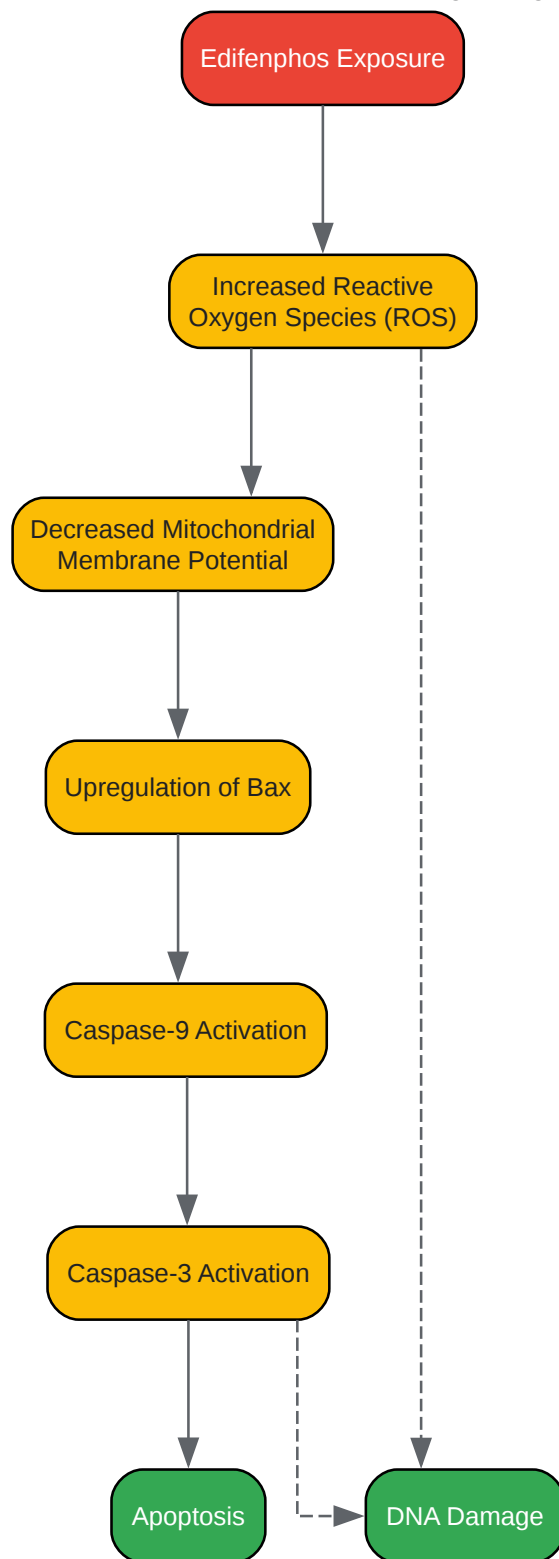 Edifenphos Exposure
Increased Reactive
Oxygen Species (ROS)
Decreased Mitochondrial
Membrane Potential
Upregulation of Bax
Caspase-9 Activation
Caspase-3 Activation
Apoptosis
DNA Damage